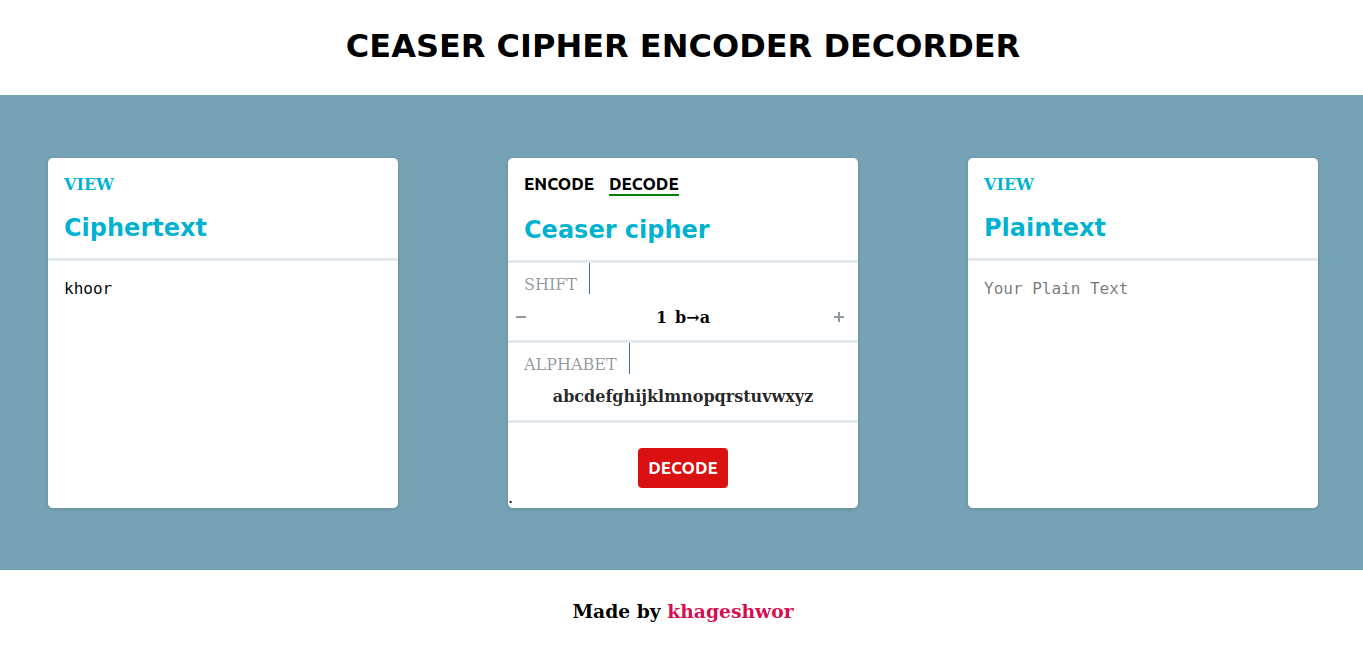 CEASER CIPHER ENCODER DECORDER
VIEW
Ciphertext
khoor
ENCODE DECODE
Ceaser cipher
SHIFT
− 1 b→a +
ALPHABET
abcdefghijklmnopqrstuvwxyz
DECODE
.
VIEW
Plaintext
Your Plain Text
Made by khageshwor